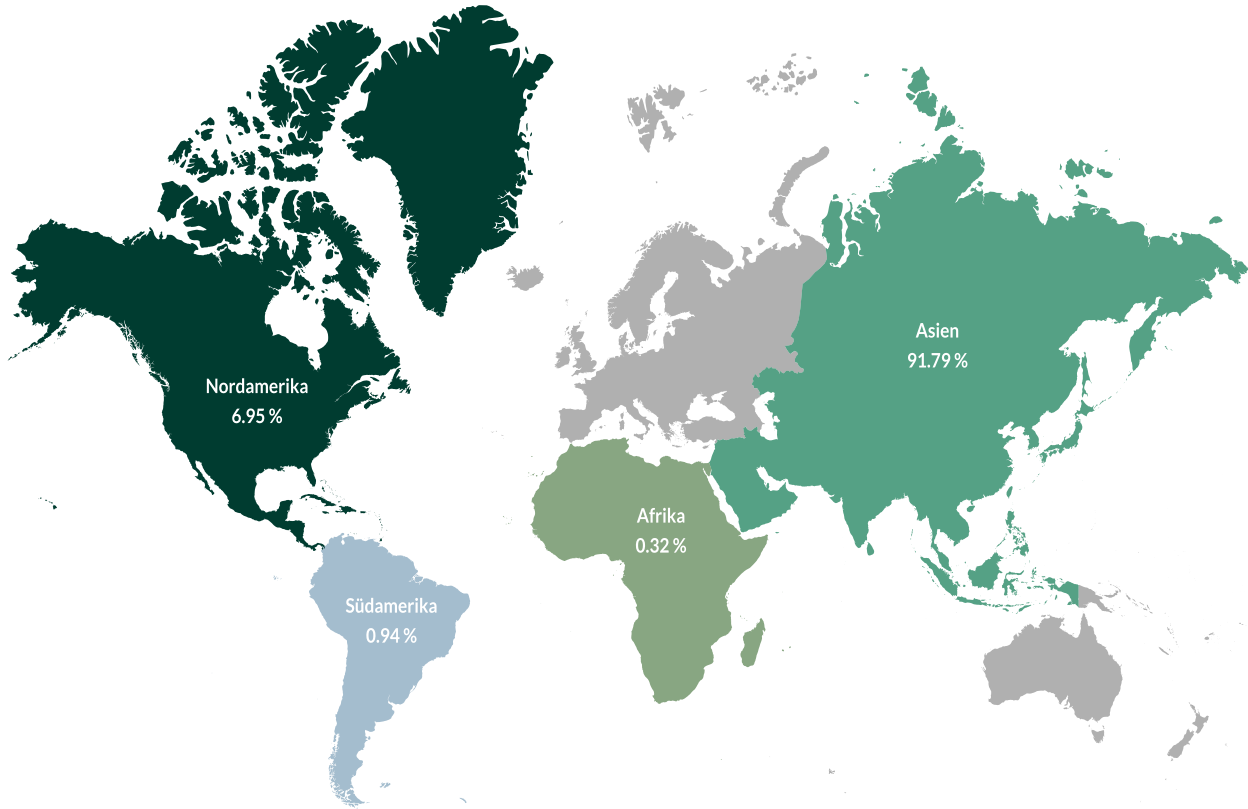 Asien
91.79 %
Nordamerika
6.95 %
Afrika
0.32 %
Südamerika
0.94 %